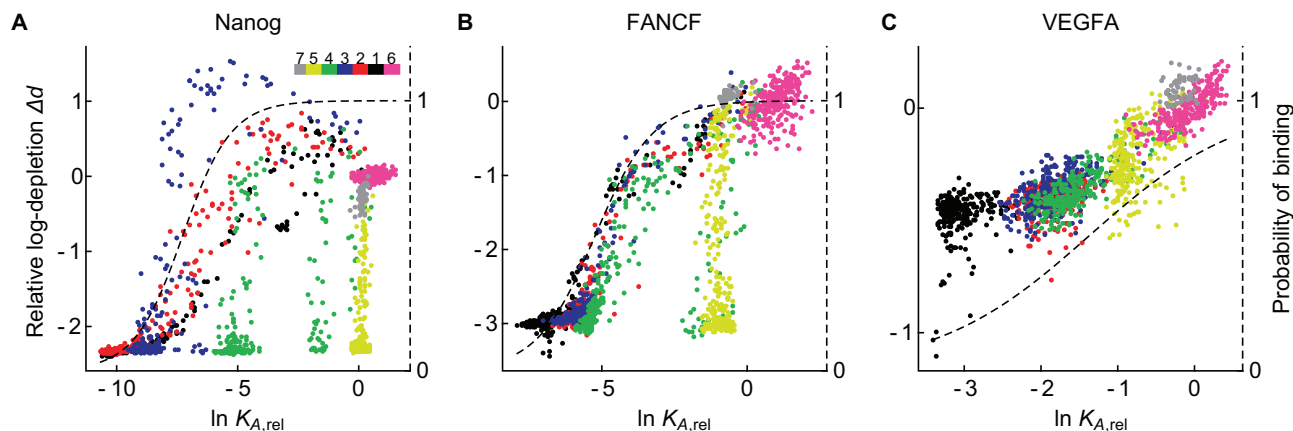 A Nanog
7 5 4 3 2 1 6
Relative log-depletion Δd
1
0
-1
-2
-10 -5 0
ln K_A,rel
1
0
B FANCF
0
-1
-2
-3
-5 0
ln K_A,rel
1
0
C VEGFA
0
-1
-3 -2 -1 0
ln K_A,rel
1
0
Probability of binding